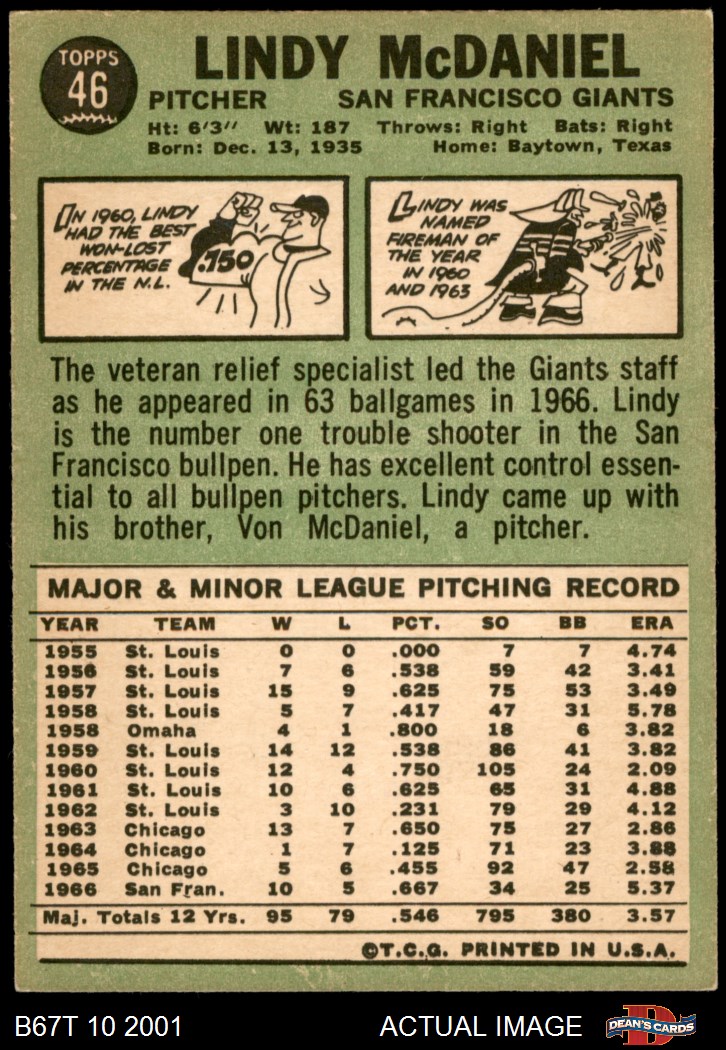 TOPPS
46
LINDY McDANIEL
PITCHER SAN FRANCISCO GIANTS
Ht: 6'3" Wt: 187 Throws: Right Bats: Right
Born: Dec. 13, 1935 Home: Baytown, Texas
IN 1960, LINDY
HAD THE BEST
WON-LOST
PERCENTAGE
IN THE N.L.
.750
LINDY WAS
NAMED
FIREMAN OF
THE YEAR
IN 1960
AND 1963
The veteran relief specialist led the Giants staff
as he appeared in 63 ballgames in 1966. Lindy
is the number one trouble shooter in the San
Francisco bullpen. He has excellent control essen-
tial to all bullpen pitchers. Lindy came up with
his brother, Von McDaniel, a pitcher.
MAJOR & MINOR LEAGUE PITCHING RECORD
YEAR TEAM W L PCT. SO BB ERA
1955 St. Louis 0 0 .000 7 7 4.74
1956 St. Louis 7 6 .538 59 42 3.41
1957 St. Louis 15 9 .625 75 53 3.49
1958 St. Louis 5 7 .417 47 31 5.78
1958 Omaha 4 1 .800 18 6 3.82
1959 St. Louis 14 12 .538 86 41 3.82
1960 St. Louis 12 4 .750 105 24 2.09
1961 St. Louis 10 6 .625 65 31 4.88
1962 St. Louis 3 10 .231 79 29 4.12
1963 Chicago 13 7 .650 75 27 2.86
1964 Chicago 1 7 .125 71 23 3.88
1965 Chicago 5 6 .455 92 47 2.58
1966 San Fran. 10 5 .667 34 25 5.37
Maj. Totals 12 Yrs. 95 79 .546 795 380 3.57
©T.C.G. PRINTED IN U.S.A.
B67T 10 2001 ACTUAL IMAGE
D
DEAN'S CARDS